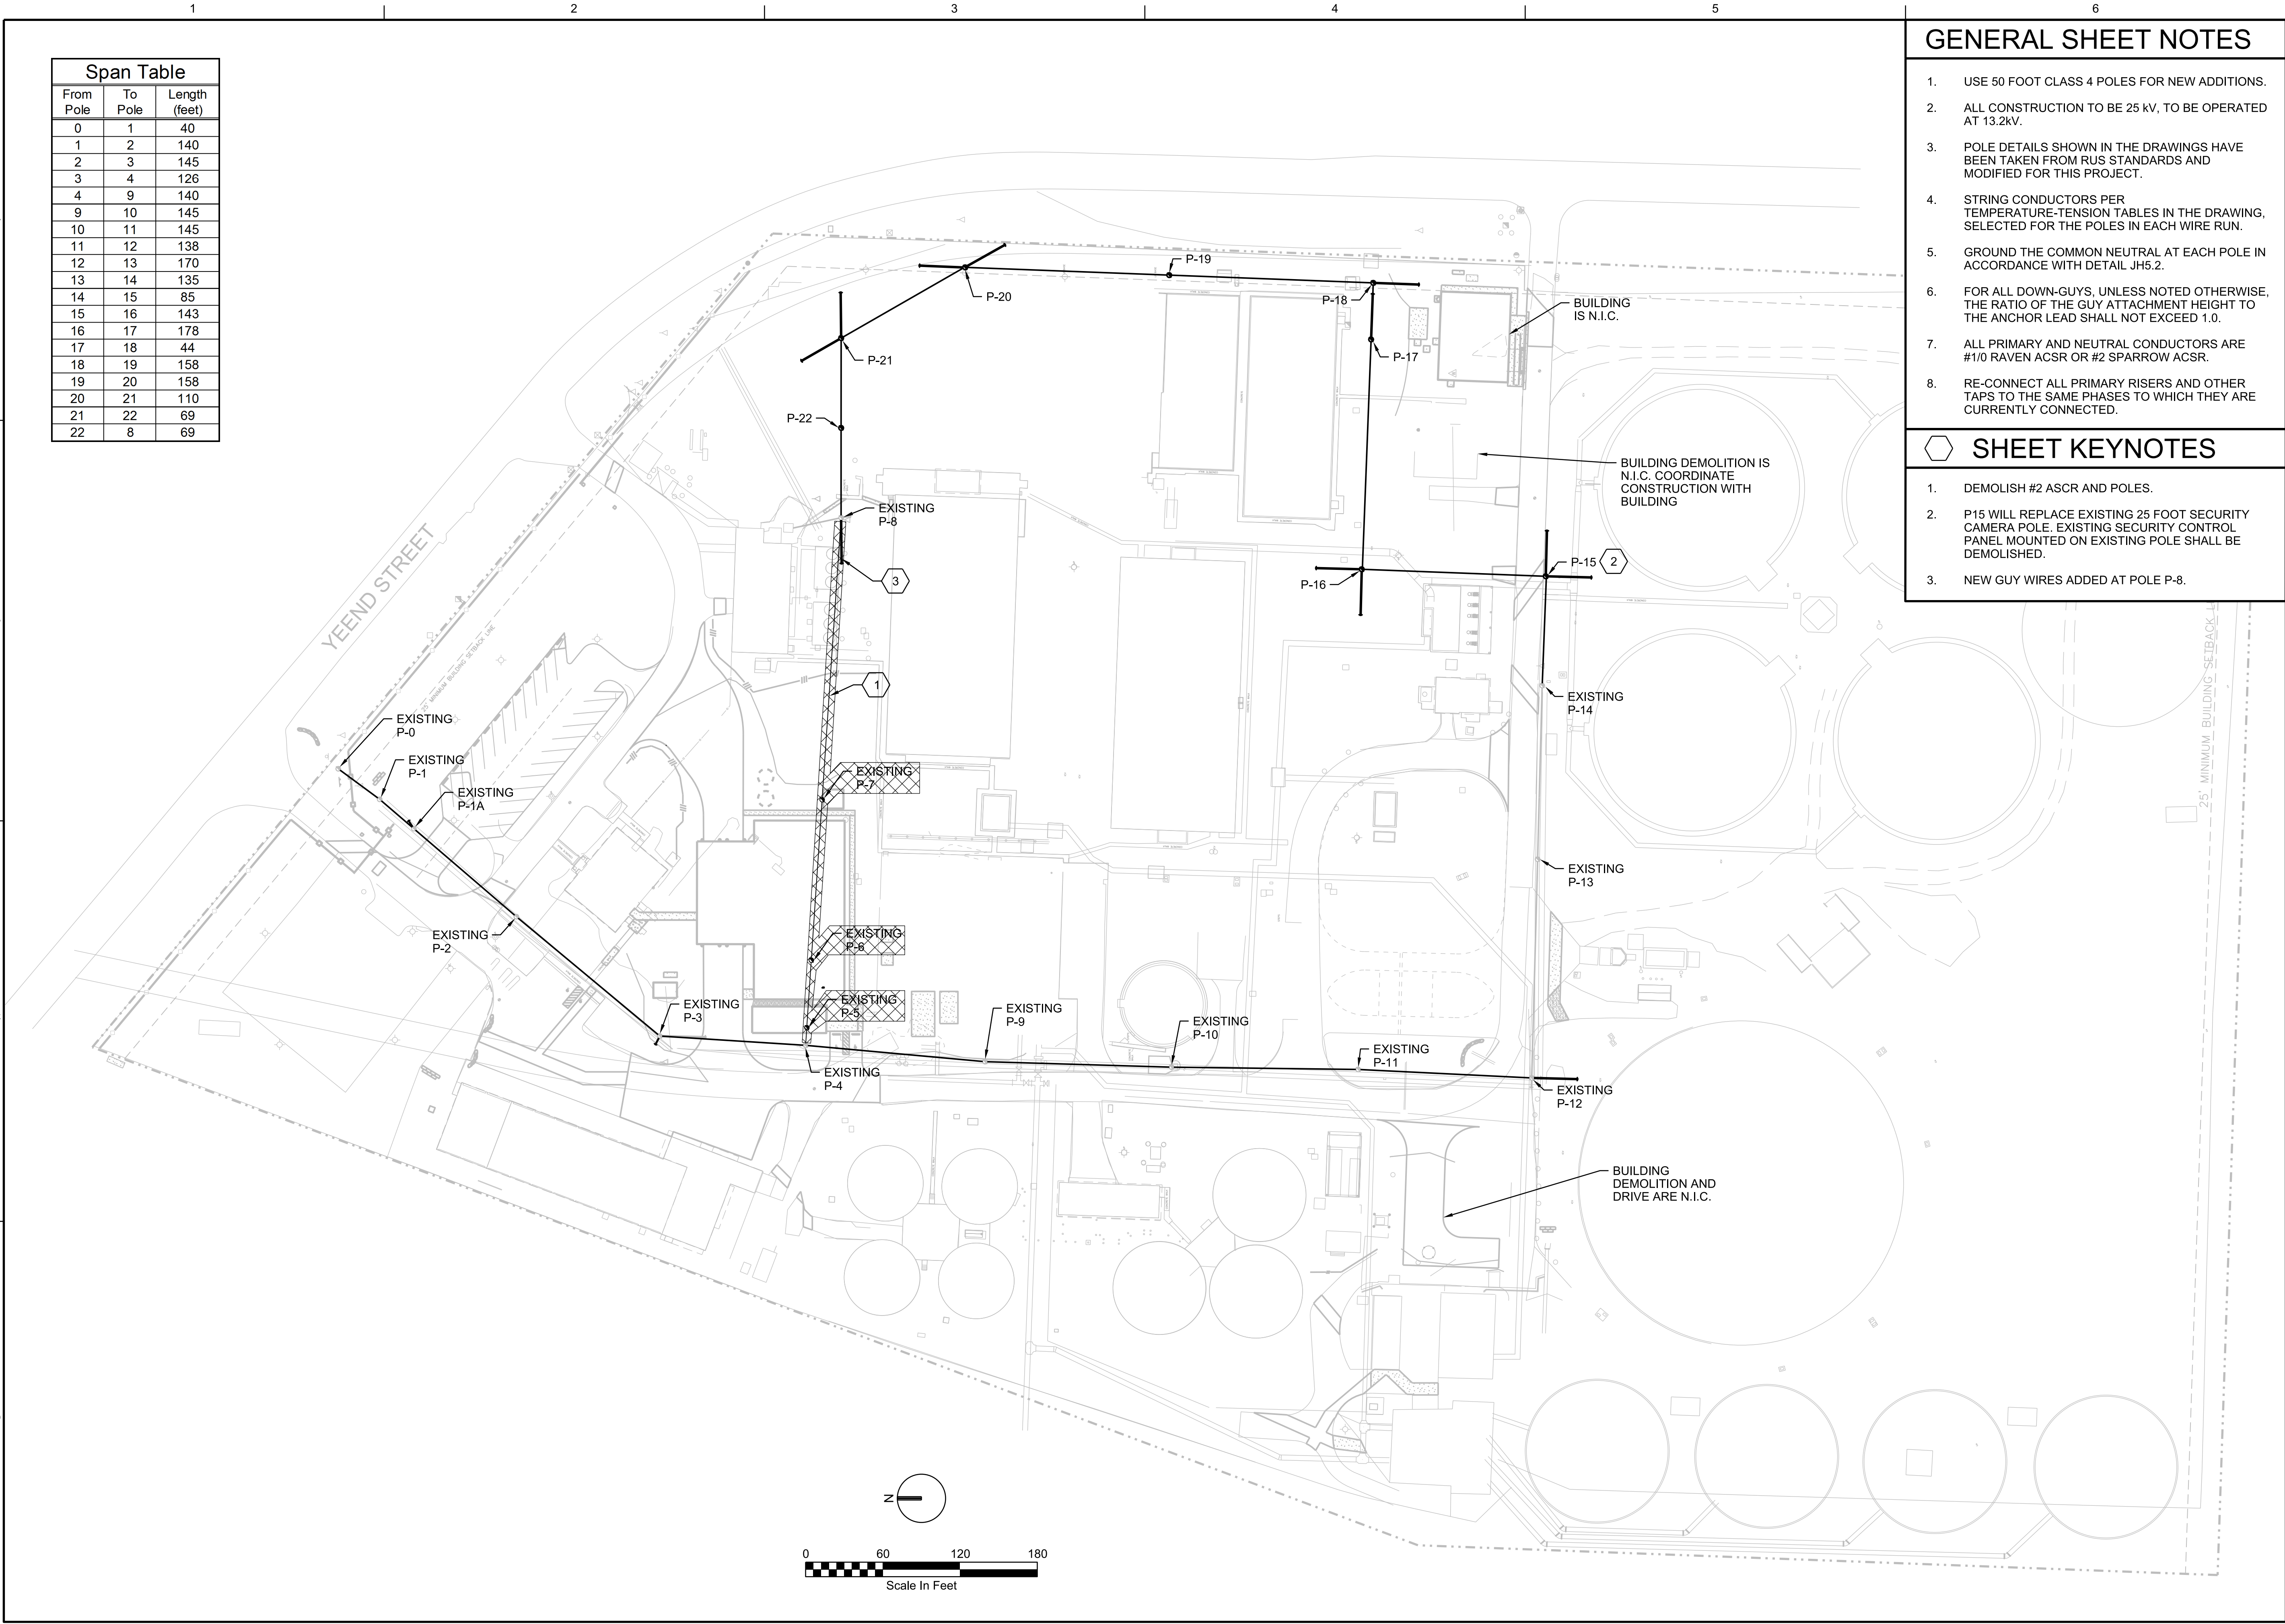 1 2 3 4 5 6
Span Table
From Pole To Pole Length (feet)
0 1 40
1 2 140
2 3 145
3 4 126
4 9 140
9 10 145
10 11 145
11 12 138
12 13 170
13 14 135
14 15 85
15 16 143
16 17 178
17 18 44
18 19 158
19 20 158
20 21 110
21 22 69
22 8 69
GENERAL SHEET NOTES
1. USE 50 FOOT CLASS 4 POLES FOR NEW ADDITIONS.
2. ALL CONSTRUCTION TO BE 25 kV, TO BE OPERATED
AT 13.2kV.
3. POLE DETAILS SHOWN IN THE DRAWINGS HAVE
BEEN TAKEN FROM RUS STANDARDS AND
MODIFIED FOR THIS PROJECT.
4. STRING CONDUCTORS PER
TEMPERATURE-TENSION TABLES IN THE DRAWING,
SELECTED FOR THE POLES IN EACH WIRE RUN.
5. GROUND THE COMMON NEUTRAL AT EACH POLE IN
ACCORDANCE WITH DETAIL JH5.2.
6. FOR ALL DOWN-GUYS, UNLESS NOTED OTHERWISE,
THE RATIO OF THE GUY ATTACHMENT HEIGHT TO
THE ANCHOR LEAD SHALL NOT EXCEED 1.0.
7. ALL PRIMARY AND NEUTRAL CONDUCTORS ARE
#1/0 RAVEN ACSR OR #2 SPARROW ACSR.
8. RE-CONNECT ALL PRIMARY RISERS AND OTHER
TAPS TO THE SAME PHASES TO WHICH THEY ARE
CURRENTLY CONNECTED.
SHEET KEYNOTES
1. DEMOLISH #2 ASCR AND POLES.
2. P15 WILL REPLACE EXISTING 25 FOOT SECURITY
CAMERA POLE. EXISTING SECURITY CONTROL
PANEL MOUNTED ON EXISTING POLE SHALL BE
DEMOLISHED.
3. NEW GUY WIRES ADDED AT POLE P-8.
P-19
P-20
P-18
BUILDING
IS N.I.C.
P-21
P-17
P-22
BUILDING DEMOLITION IS
N.I.C. COORDINATE
CONSTRUCTION WITH
BUILDING
EXISTING
P-8
3
P-16
P-15
2
YEEND STREET
25' MINIMUM BUILDING SETBACK LINE
1
EXISTING
P-14
25' MINIMUM BUILDING SETBACK
EXISTING
P-0
EXISTING
P-1
EXISTING
P-1A
EXISTING
P-7
EXISTING
P-13
EXISTING
P-2
EXISTING
P-6
EXISTING
P-5
EXISTING
P-3
EXISTING
P-9
EXISTING
P-10
EXISTING
P-11
EXISTING
P-4
EXISTING
P-12
BUILDING
DEMOLITION AND
DRIVE ARE N.I.C.
N
0 60 120 180
Scale In Feet